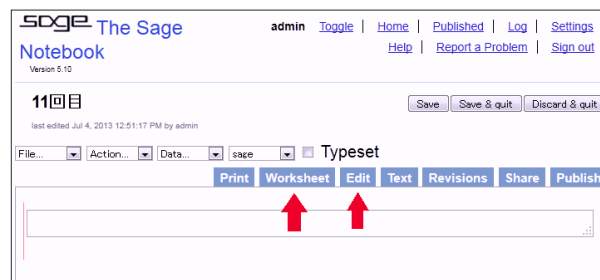 sage The Sage Notebook
admin Toggle | Home | Published | Log | Settings
Help | Report a Problem | Sign out
Version 5.10
11回目
Save Save & quit Discard & quit
last edited Jul 4, 2013 12:51:17 PM by admin
File... Action... Data... sage Typeset
Print Worksheet Edit Text Revisions Share Publish